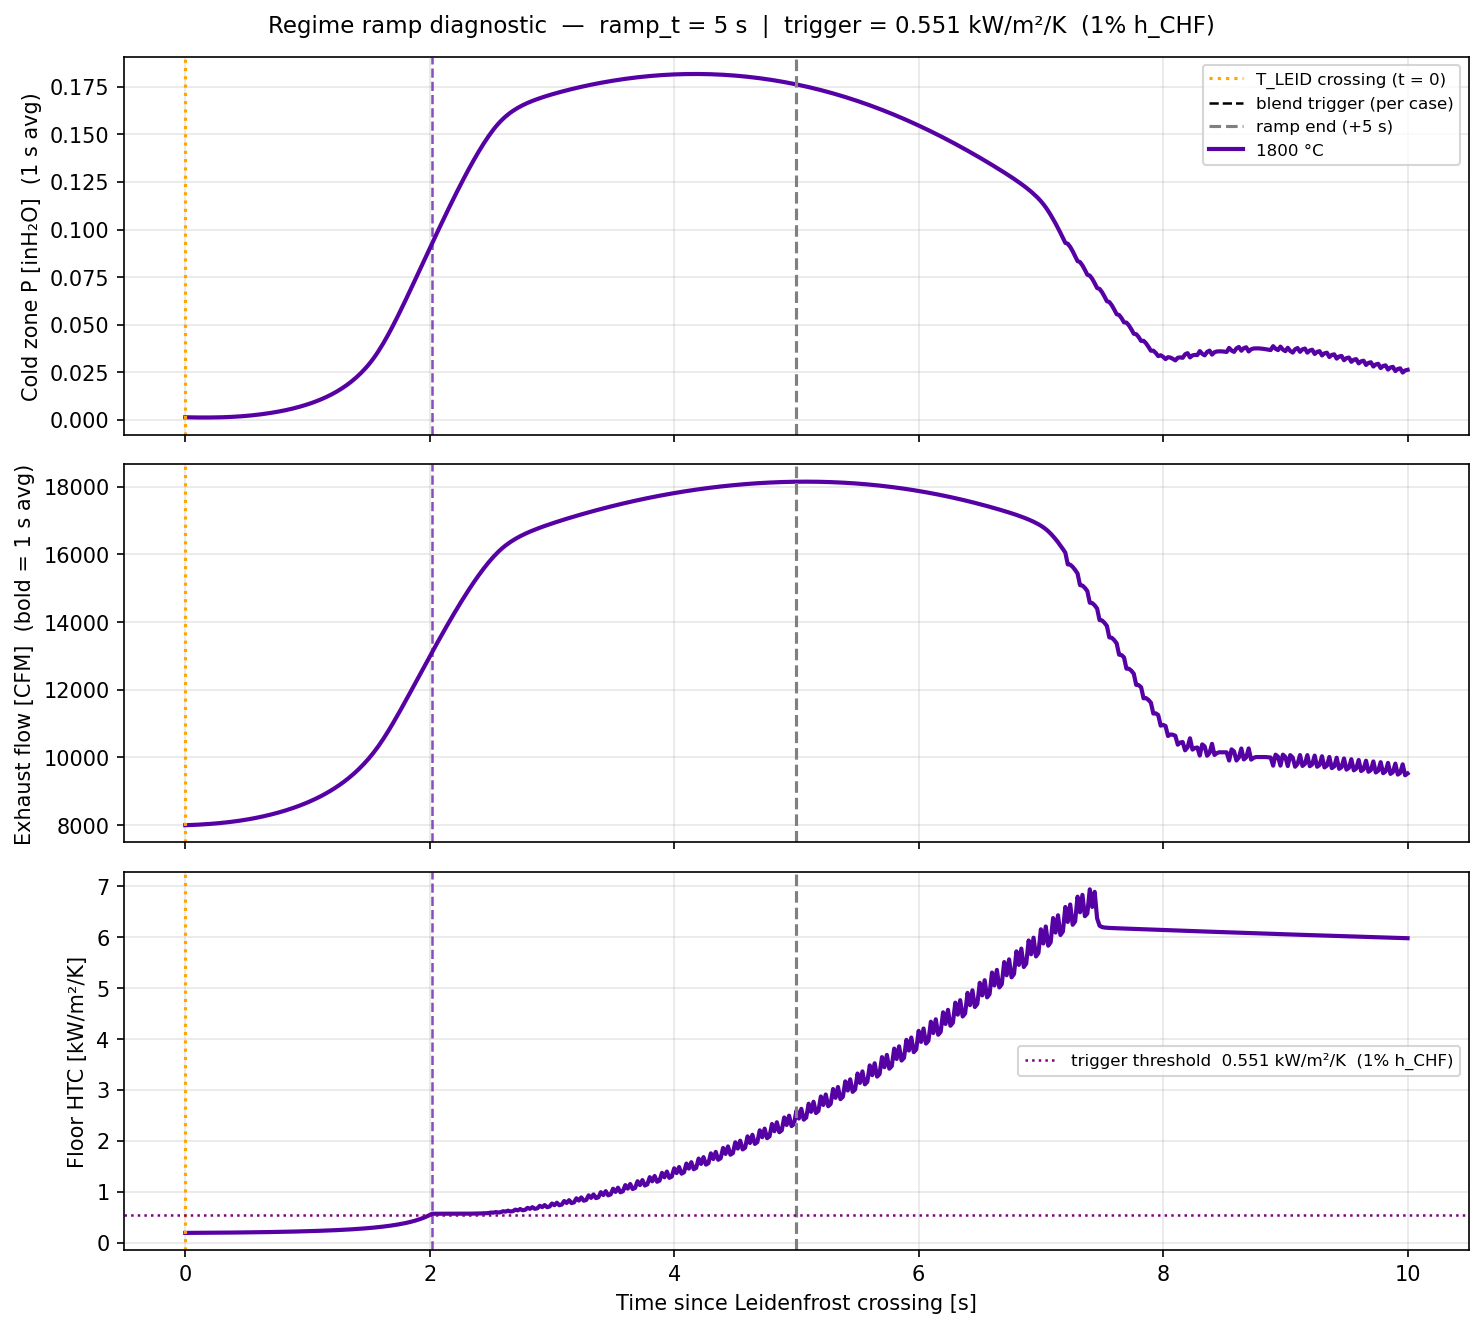 Regime ramp diagnostic — ramp_t = 5 s | trigger = 0.551 kW/m²/K (1% h_CHF)
Cold zone P [inH₂O] (1 s avg)
0.175
0.150
0.125
0.100
0.075
0.050
0.025
0.000
T_LEID crossing (t = 0)
blend trigger (per case)
ramp end (+5 s)
1800 °C
Exhaust flow [CFM] (bold = 1 s avg)
18000
16000
14000
12000
10000
8000
Floor HTC [kW/m²/K]
7
6
5
4
3
2
1
0
trigger threshold 0.551 kW/m²/K (1% h_CHF)
0 2 4 6 8 10
Time since Leidenfrost crossing [s]